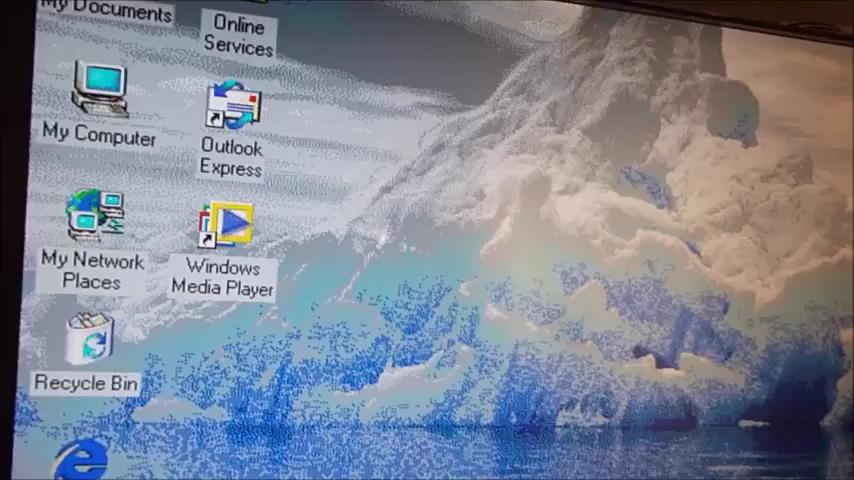 My Documents
Online
Services
My Computer
Outlook
Express
My Network
Places
Windows
Media Player
Recycle Bin